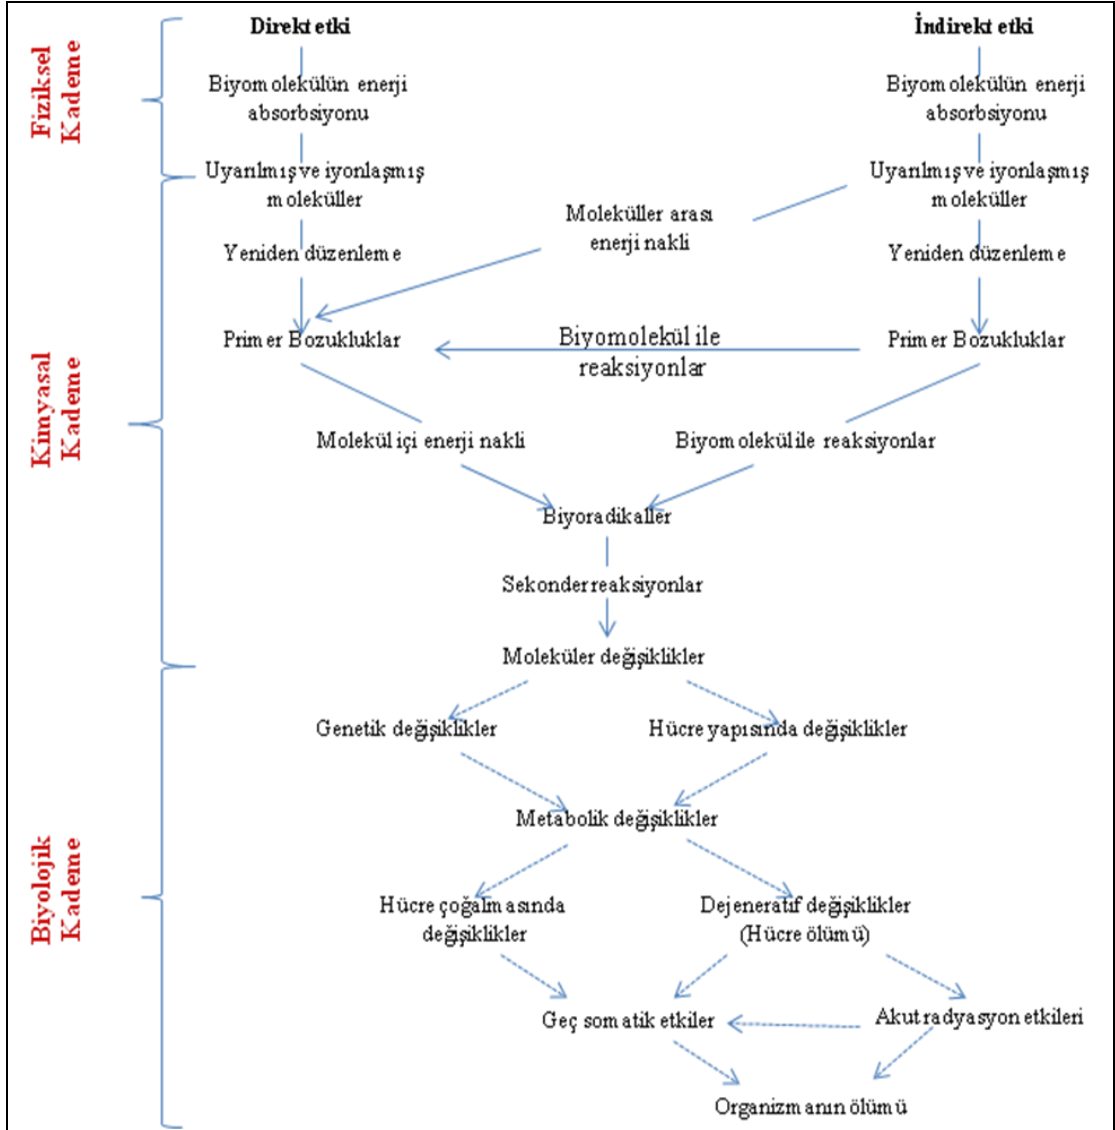 Direkt etki
İndirekt etki
Fiziksel
Kademe
Biyomolekülün enerji
absorbsiyonu
Biyomolekülün enerji
absorbsiyonu
Uyarılmış ve iyonlaşmış
moleküller
Uyarılmış ve iyonlaşmış
moleküller
Moleküller arası
enerji nakli
Yeniden düzenleme
Yeniden düzenleme
Kimyasal
Kademe
Primer Bozukluklar
Biyomolekül ile
reaksiyonlar
Primer Bozukluklar
Molekül içi enerji nakli
Biyomolekül ile reaksiyonlar
Biyoradikaller
Sekonder reaksiyonlar
Moleküler değişiklikler
Genetik değişiklikler
Hücre yapısında değişiklikler
Biyolojik
Kademe
Metabolik değişiklikler
Hücre çoğalmasında
değişiklikler
Dejeneratif değişiklikler
(Hücre ölümü)
Geç somatik etkiler
Akut radyasyon etkileri
Organizmanın ölümü